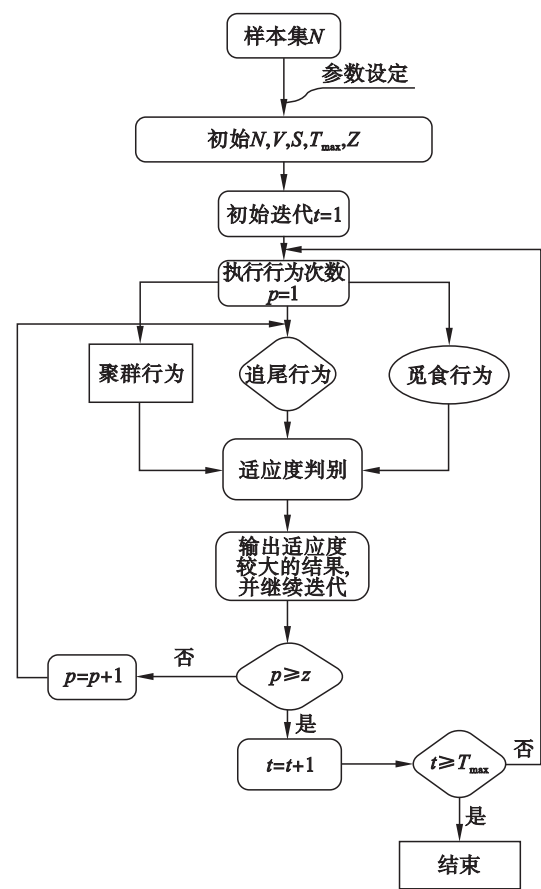 样本集N
参数设定
初始N,V,S,Tmax,Z
初始迭代t=1
执行行为次数
p=1
聚群行为
追尾行为
觅食行为
适应度判别
输出适应度
较大的结果,
并继续迭代
否
p=p+1
p≥z
是
t=t+1
t≥Tmax
否
是
结束